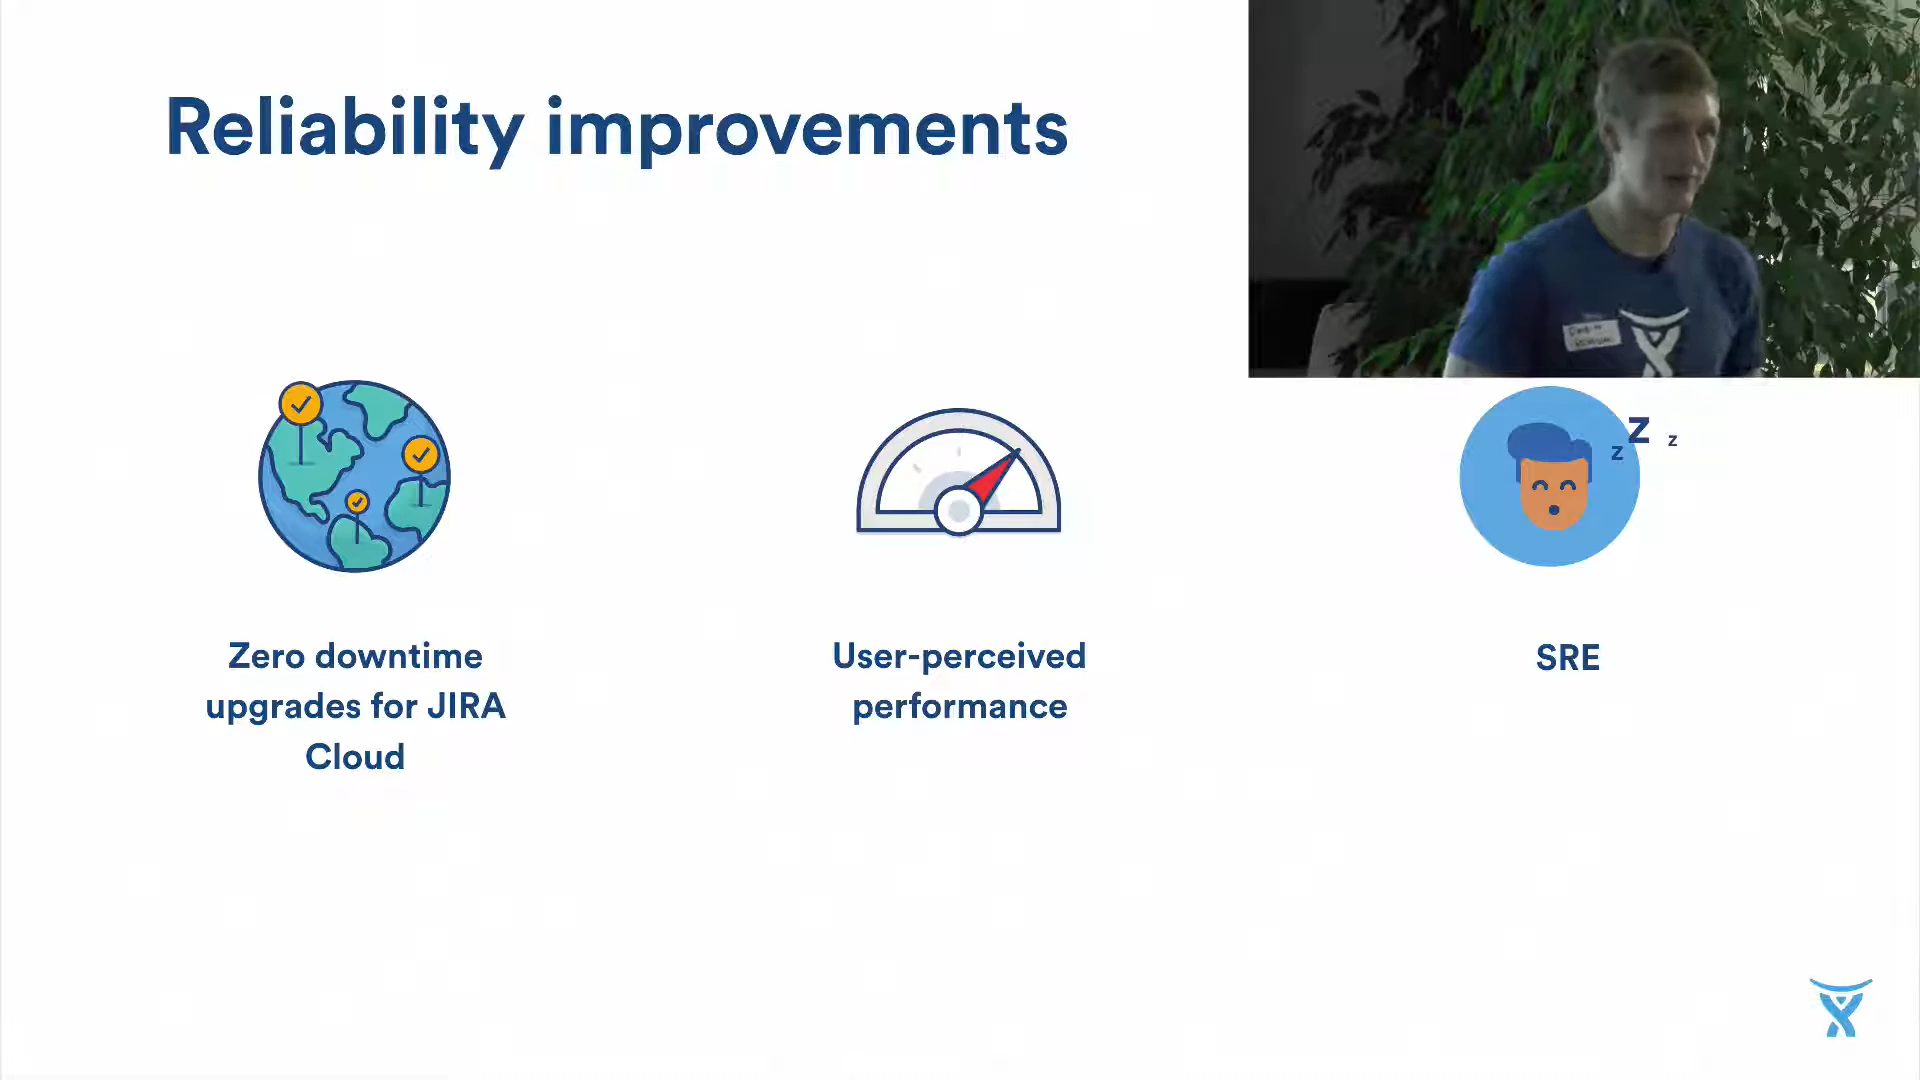 Reliability improvements
z Z z
Zero downtime
upgrades for JIRA
Cloud
User-perceived
performance
SRE